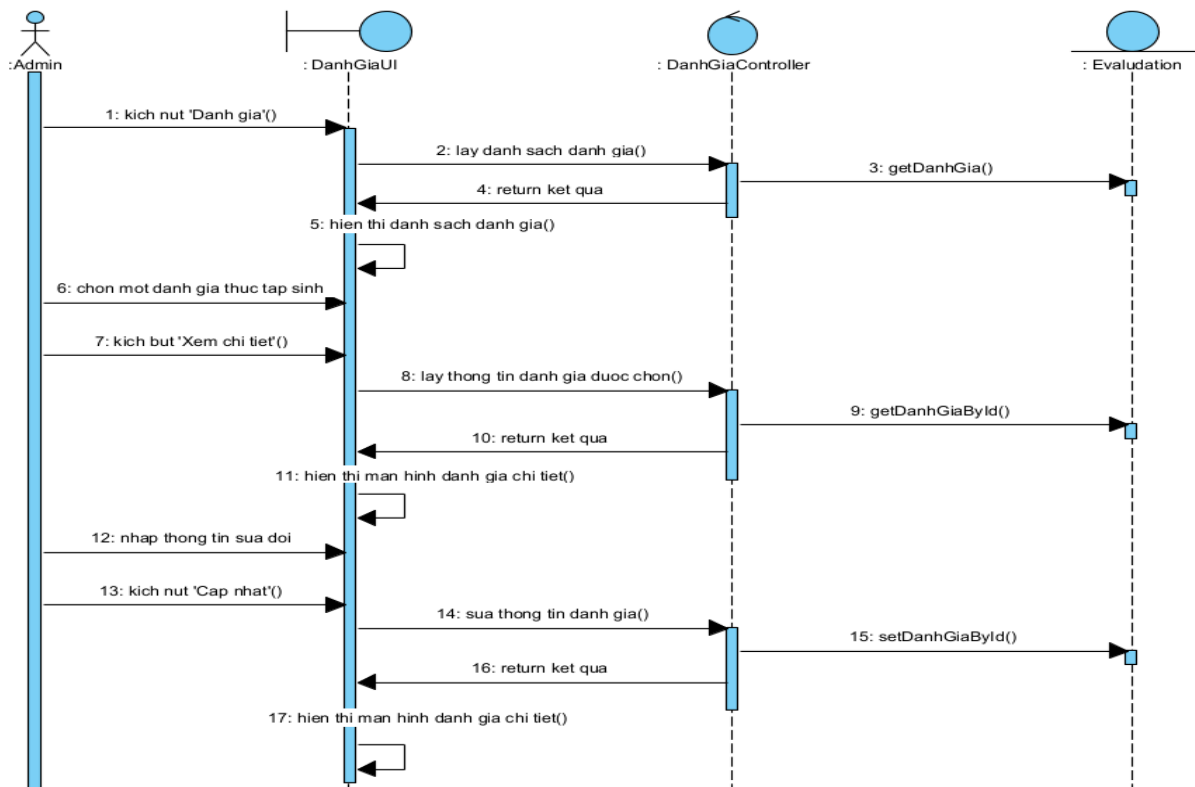 :Admin
: DanhGiaUI
: DanhGiaController
: Evaludation
1: kich nut 'Danh gia'()
2: lay danh sach danh gia()
3: getDanhGia()
4: return ket qua
5: hien thi danh sach danh gia()
6: chon mot danh gia thuc tap sinh
7: kich but 'Xem chi tiet'()
8: lay thong tin danh gia duoc chon()
9: getDanhGiaById()
10: return ket qua
11: hien thi man hinh danh gia chi tiet()
12: nhap thong tin sua doi
13: kich nut 'Cap nhat'()
14: sua thong tin danh gia()
15: setDanhGiaById()
16: return ket qua
17: hien thi man hinh danh gia chi tiet()